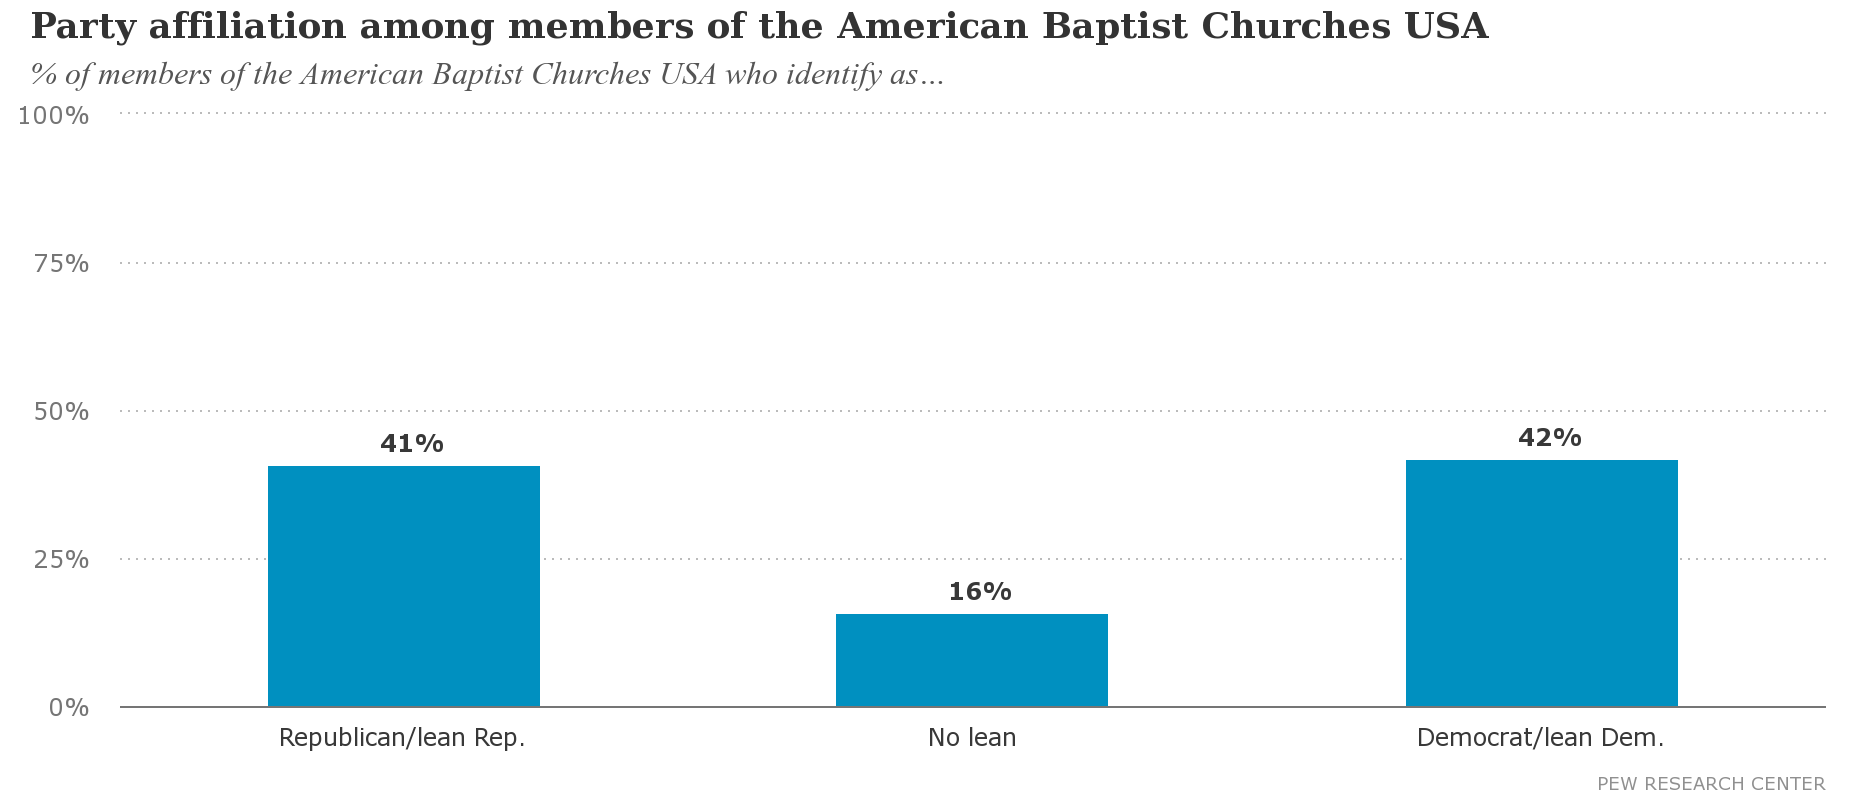 Party affiliation among members of the American Baptist Churches USA
% of members of the American Baptist Churches USA who identify as…
100%
75%
50%
41%
42%
25%
16%
0%
Republican/lean Rep.
No lean
Democrat/lean Dem.
PEW RESEARCH CENTER